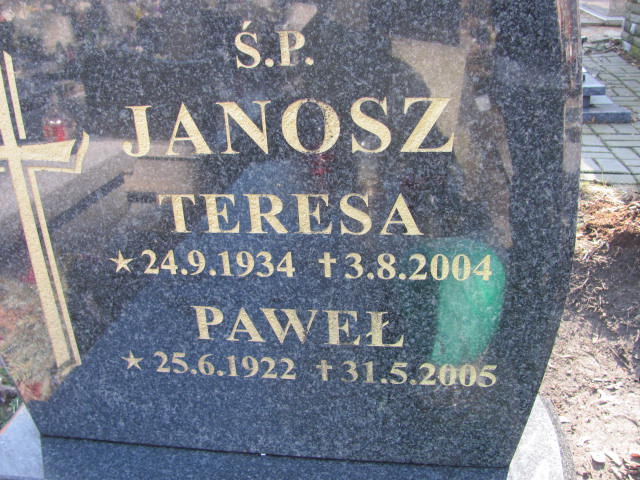 Ś.P.
JANOSZ
TERESA
★24.9.1934 ✝3.8.2004
PAWEŁ
★25.6.1922 ✝31.5.2005